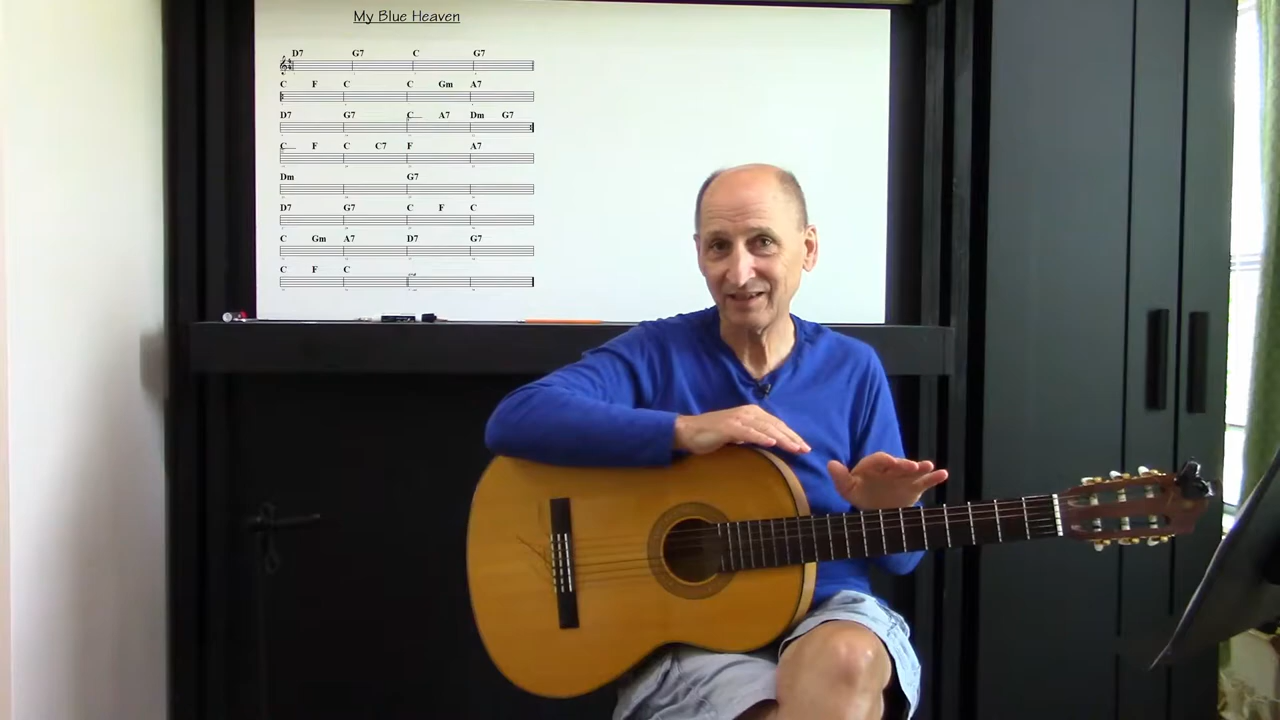 My Blue Heaven
D7 G7 C G7
C F C C Gm A7
D7 G7 C A7 Dm G7
C F C C7 F A7
Dm G7
D7 G7 C F C
C Gm A7 D7 G7
C F C